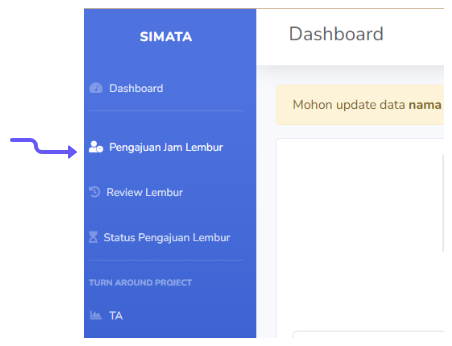 SIMATA
Dashboard
Dashboard
Mohon update data nama
Pengajuan Jam Lembur
Review Lembur
Status Pengajuan Lembur
TURN AROUND PROJECT
TA